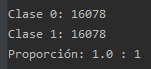 Clase 0: 16078
Clase 1: 16078
Proporción: 1.0 : 1